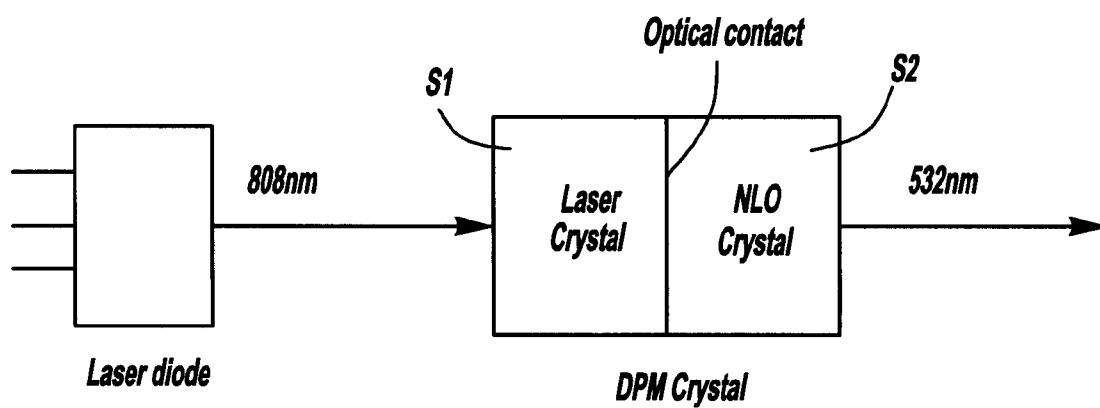 Optical contact
S1
S2
808nm
Laser
Crystal
NLO
Crystal
532nm
Laser diode
DPM Crystal